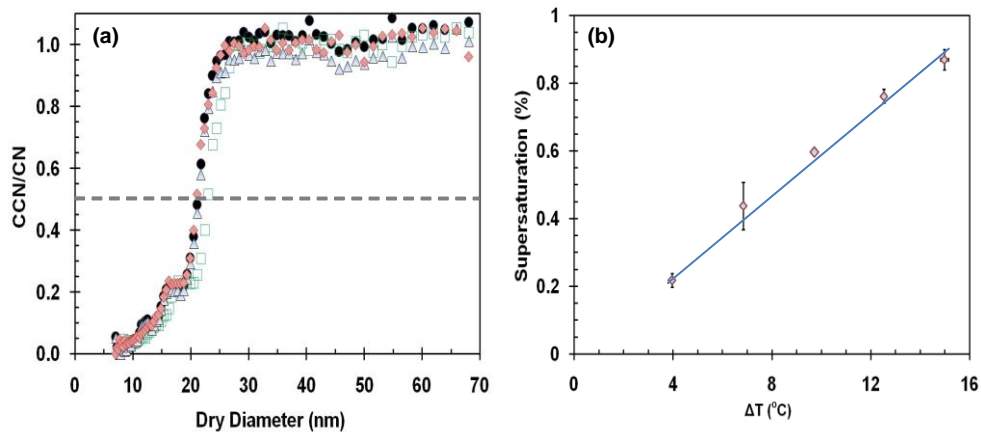 (a)
CCN/CN
1.0
0.8
0.6
0.4
0.2
0.0
0 10 20 30 40 50 60 70
Dry Diameter (nm)
(b)
Supersaturation (%)
1
0.8
0.6
0.4
0.2
0
0 4 8 12 16
ΔT (°C)